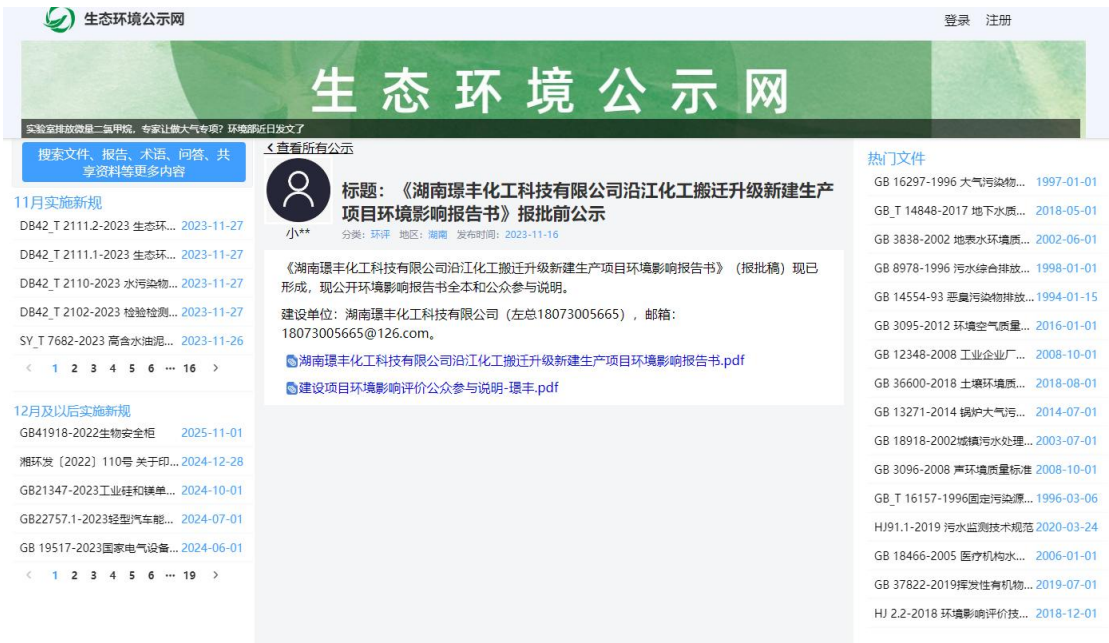 生态环境公示网
登录 注册
生态环境公示网
实验室排放微量二氯甲烷，专家让做大气专项？环境部近日发文了
搜索文件、报告、术语、问答、共
享资料等更多内容
11月实施新规
DB42_T 2111.2-2023 生态环... 2023-11-27
DB42_T 2111.1-2023 生态环... 2023-11-27
DB42_T 2110-2023 水污染物... 2023-11-27
DB42_T 2102-2023 检验检测... 2023-11-27
SY_T 7682-2023 高含水油泥... 2023-11-26
< 1 2 3 4 5 6 ··· 16 >
12月及以后实施新规
GB41918-2022生物安全柜 2025-11-01
湘环发〔2022〕110号 关于印... 2024-12-28
GB21347-2023工业硅和镁单... 2024-10-01
GB22757.1-2023轻型汽车能... 2024-07-01
GB 19517-2023国家电气设备... 2024-06-01
< 1 2 3 4 5 6 ··· 19 >
<查看所有公示
小**
标题：《湖南璟丰化工科技有限公司沿江化工搬迁升级新建生产
项目环境影响报告书》报批前公示
分类：环评 地区：湖南 发布时间：2023-11-16
《湖南璟丰化工科技有限公司沿江化工搬迁升级新建生产项目环境影响报告书》（报批稿）现已
形成，现公开环境影响报告书全本和公众参与说明。
建设单位：湖南璟丰化工科技有限公司（左总18073005665），邮箱：
18073005665@126.com。
湖南璟丰化工科技有限公司沿江化工搬迁升级新建生产项目环境影响报告书.pdf
建设项目环境影响评价公众参与说明-璟丰.pdf
热门文件
GB 16297-1996 大气污染物... 1997-01-01
GB_T 14848-2017 地下水质... 2018-05-01
GB 3838-2002 地表水环境质... 2002-06-01
GB 8978-1996 污水综合排放... 1998-01-01
GB 14554-93 恶臭污染物排放... 1994-01-15
GB 3095-2012 环境空气质量... 2016-01-01
GB 12348-2008 工业企业厂... 2008-10-01
GB 36600-2018 土壤环境质... 2018-08-01
GB 13271-2014 锅炉大气污... 2014-07-01
GB 18918-2002城镇污水处理... 2003-07-01
GB 3096-2008 声环境质量标准 2008-10-01
GB_T 16157-1996固定污染源... 1996-03-06
HJ91.1-2019 污水监测技术规范 2020-03-24
GB 18466-2005 医疗机构水... 2006-01-01
GB 37822-2019挥发性有机物... 2019-07-01
HJ 2.2-2018 环境影响评价技... 2018-12-01